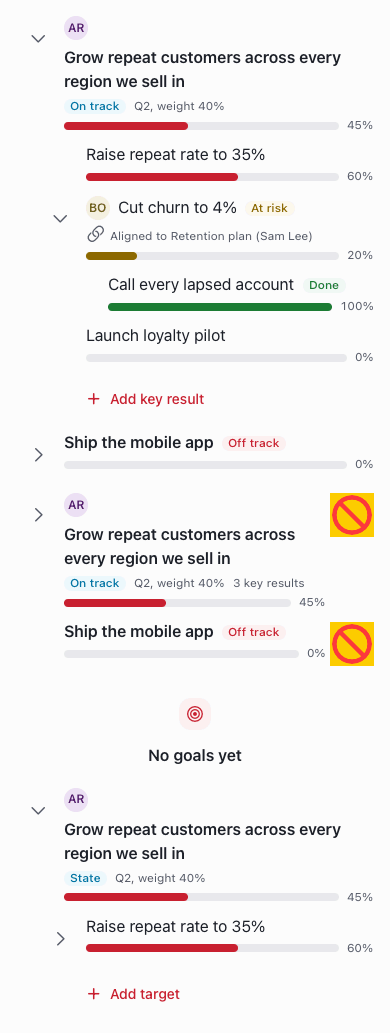 AR
Grow repeat customers across every
region we sell in
On track Q2, weight 40%
45%
Raise repeat rate to 35%
60%
BO Cut churn to 4% At risk
Aligned to Retention plan (Sam Lee)
20%
Call every lapsed account Done
100%
Launch loyalty pilot
0%
+ Add key result
Ship the mobile app Off track
0%
AR
Grow repeat customers across
every region we sell in
On track Q2, weight 40% 3 key results
45%
Ship the mobile app Off track
0%
No goals yet
AR
Grow repeat customers across every
region we sell in
State Q2, weight 40%
45%
Raise repeat rate to 35%
60%
+ Add target